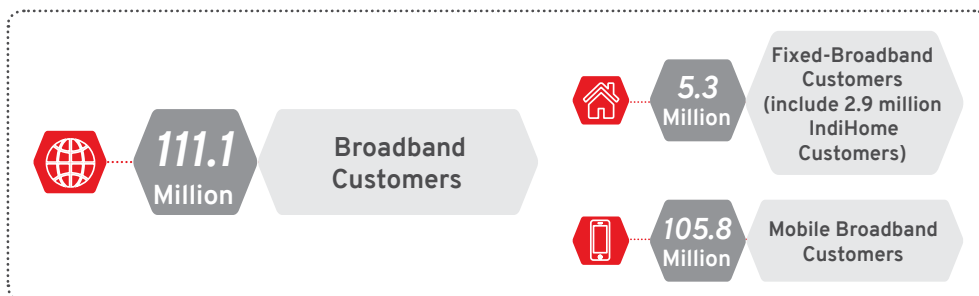 111.1
Million
Broadband
Customers
5.3
Million
Fixed-Broadband
Customers
(include 2.9 million
IndiHome
Customers)
105.8
Million
Mobile Broadband
Customers